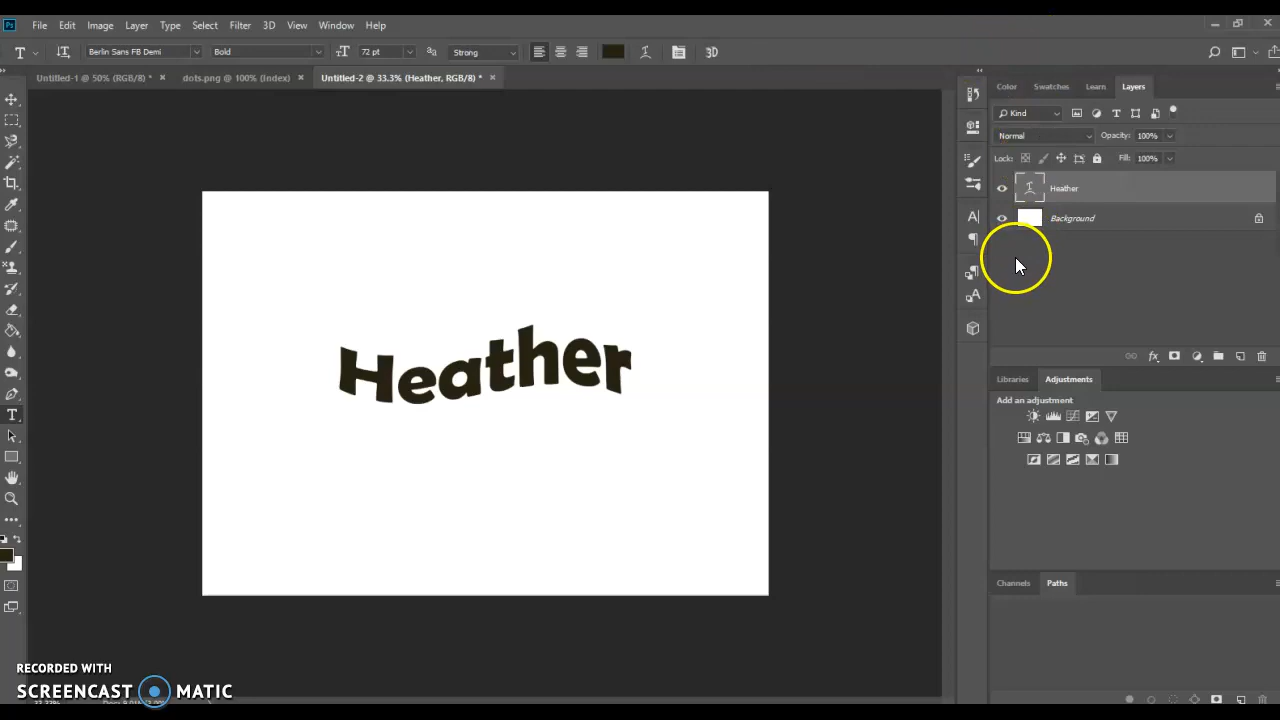 Ps File Edit Image Layer Type Select Filter 3D View Window Help
T Berlin Sans FB Demi Bold 72 pt aa Strong 3D
Untitled-1 @ 50% (RGB/8) * × dots.png @ 100% (Index) × Untitled-2 @ 33.3% (Heather, RGB/8) * ×
Color Swatches Learn Layers
Kind
Normal Opacity: 100%
Lock: Fill: 100%
Heather
Background
Heather
Libraries Adjustments
Add an adjustment
Channels Paths
RECORDED WITH
SCREENCAST MATIC